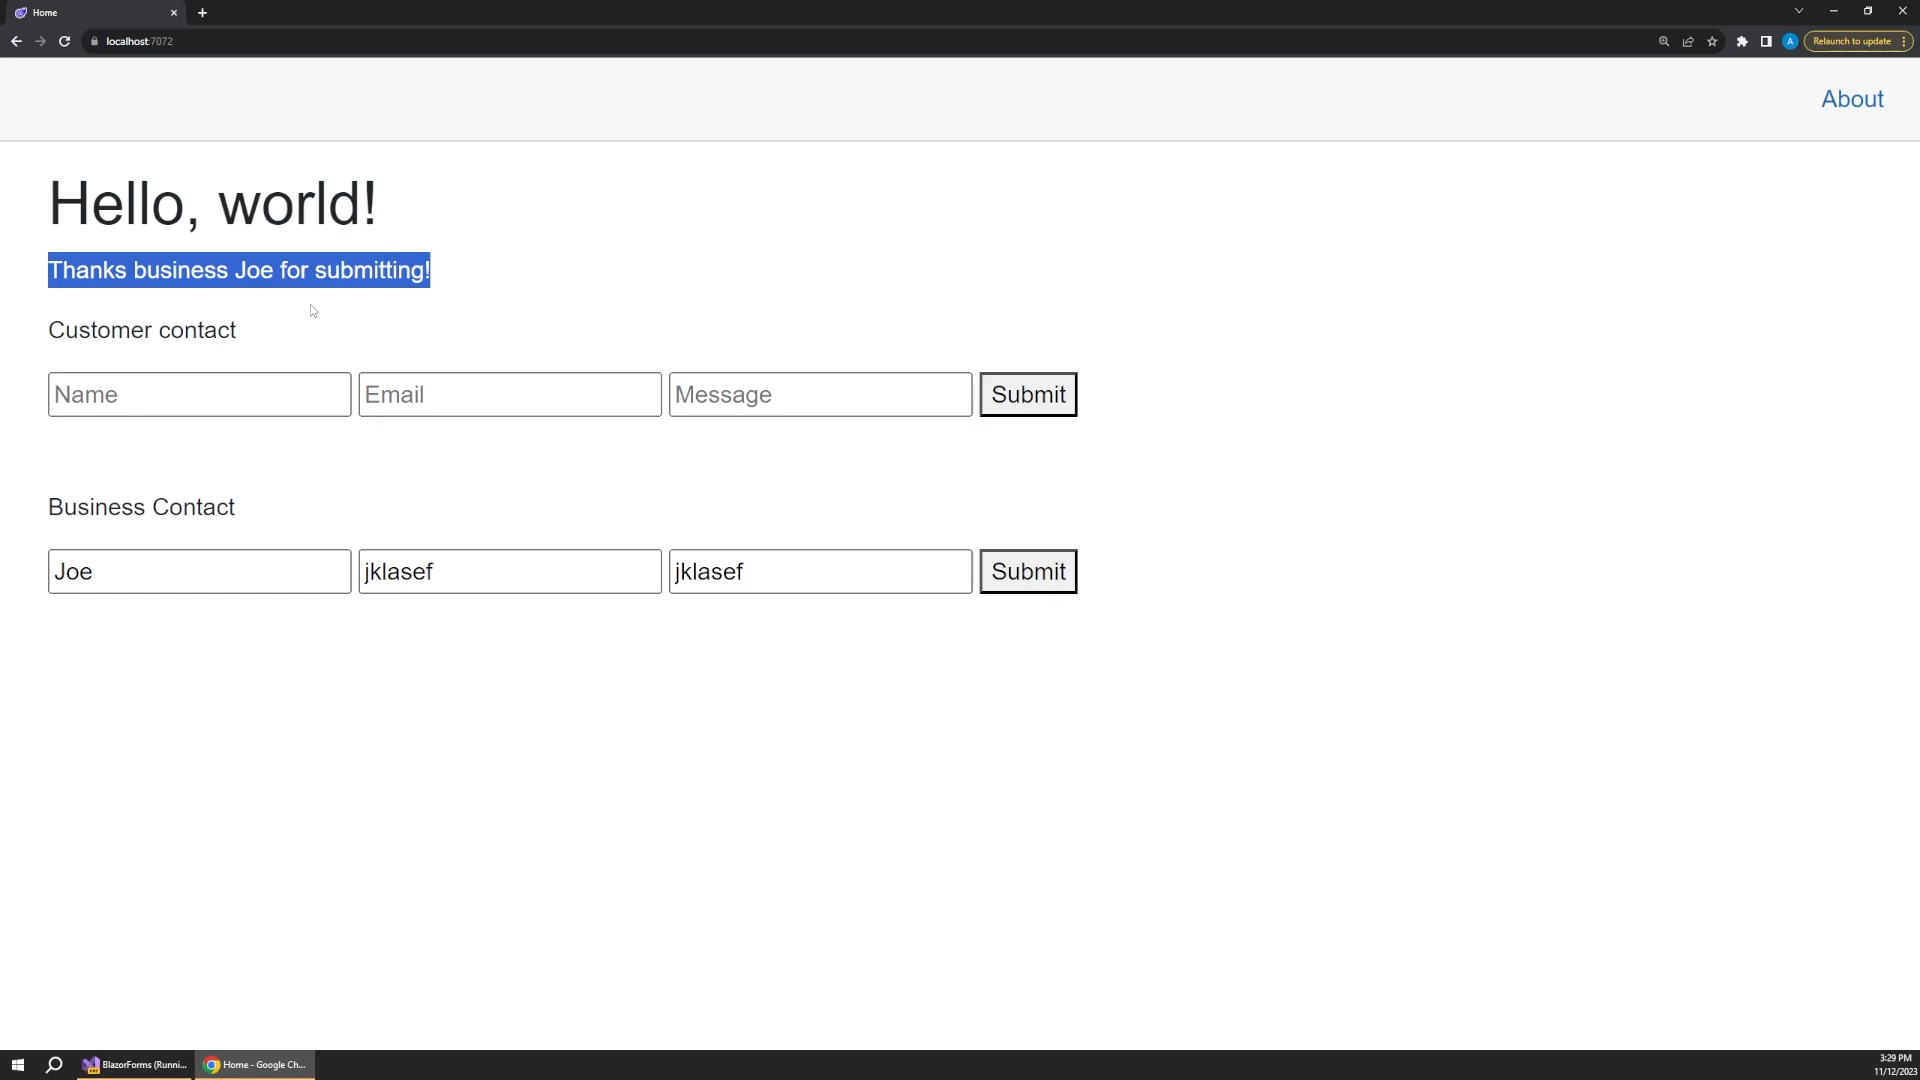 Home
localhost:7072
A
Relaunch to update
About
Hello, world!
Thanks business Joe for submitting!
Customer contact
Name Email Message Submit
Business Contact
Joe jklasef jklasef Submit
BlazorForms (Runni...
Home - Google Ch...
3:29 PM
11/12/2023